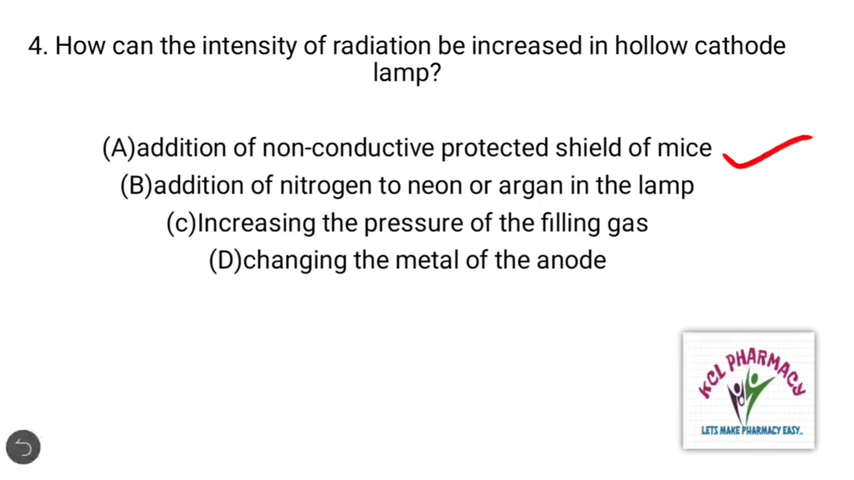 4. How can the intensity of radiation be increased in hollow cathode
lamp?
(A)addition of non-conductive protected shield of mice
(B)addition of nitrogen to neon or argan in the lamp
(c)Increasing the pressure of the filling gas
(D)changing the metal of the anode
KCL PHARMACY
LETS MAKE PHARMACY EASY..